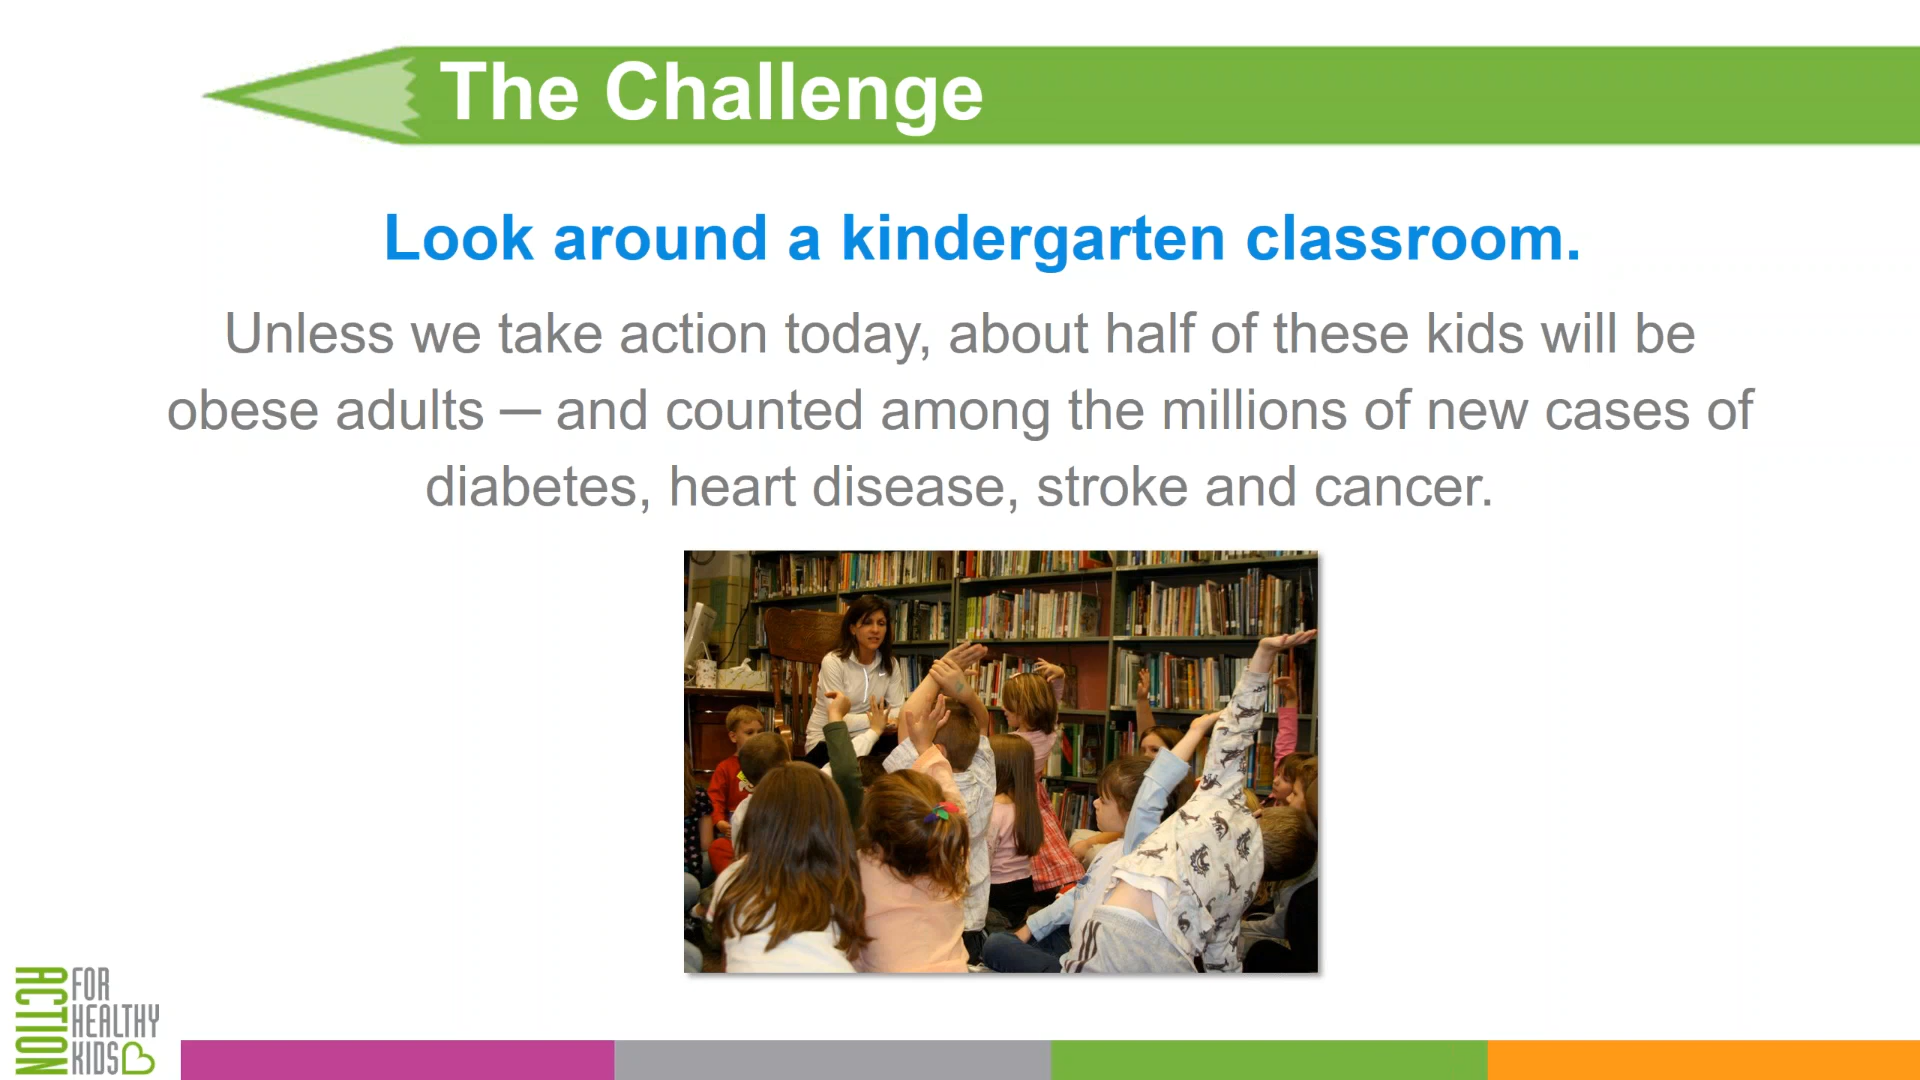 The Challenge
Look around a kindergarten classroom.
Unless we take action today, about half of these kids will be
obese adults — and counted among the millions of new cases of
diabetes, heart disease, stroke and cancer.
ACTION
FOR
HEALTHY
KIDS